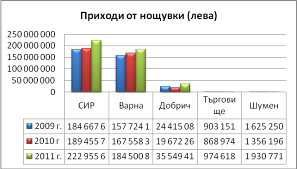 Приходи от нощувки (лева)
250 000 000
200 000 000
150 000 000
100 000 000
50 000 000
0
СИР Варна Добрич Търгови Шумен
ще
2009 г. 184 667 6 157 724 1 24 415 08 903 151 1 625 250
2010 г 189 455 7 167 558 3 19 672 26 868 974 1 356 196
2011 г. 222 955 6 184 500 8 35 549 41 974 618 1 930 771